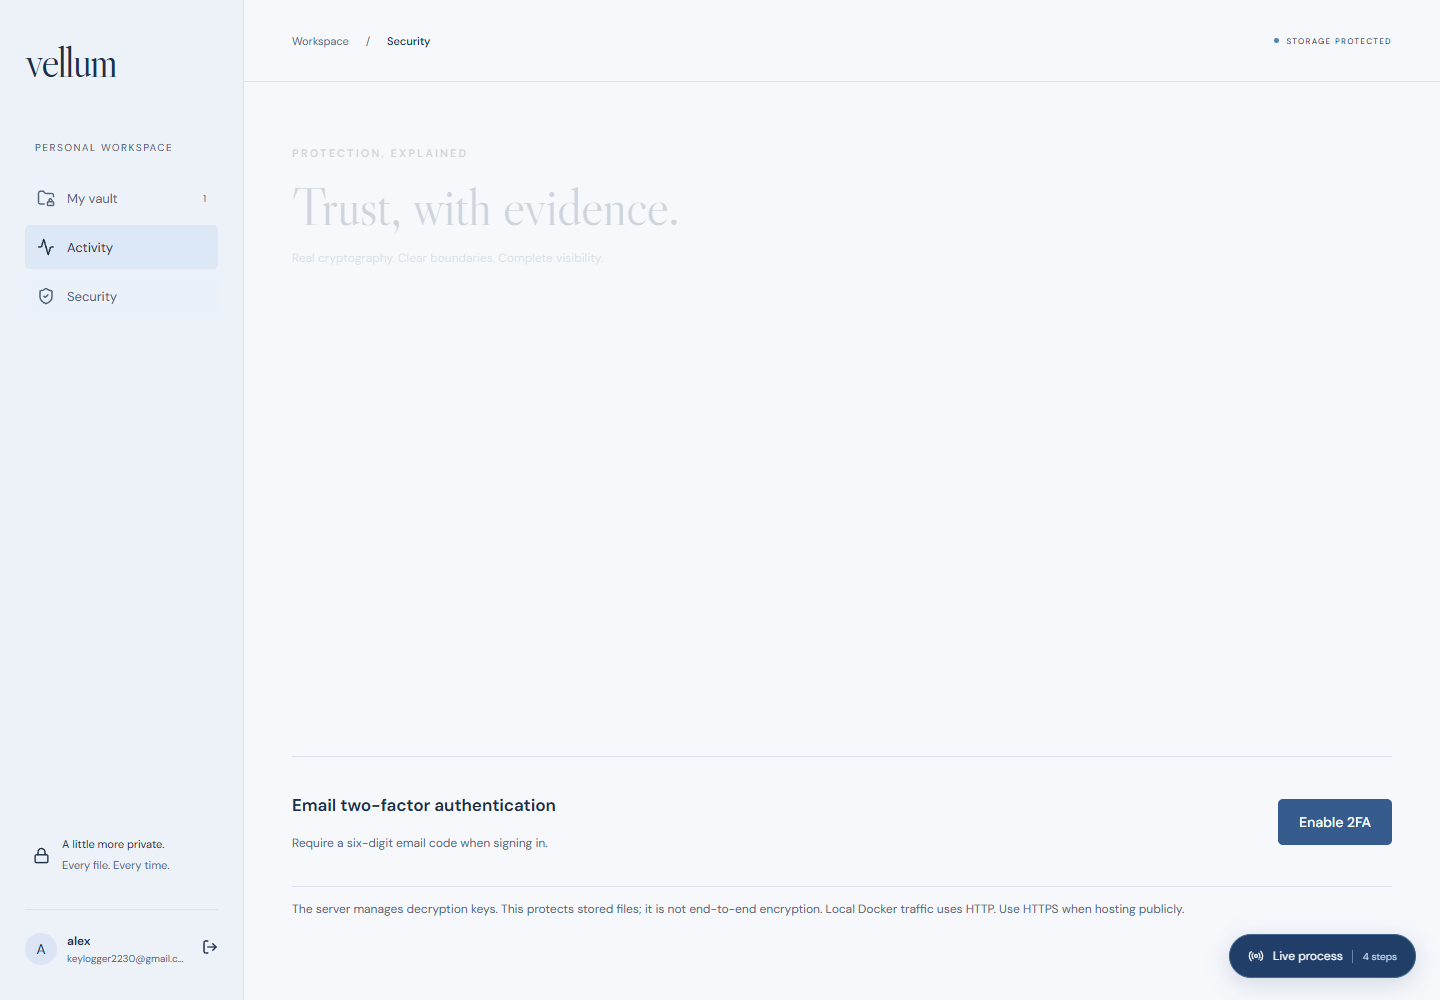 vellum
Workspace / Security
STORAGE PROTECTED
PERSONAL WORKSPACE
My vault 1
Activity
Security
PROTECTION, EXPLAINED
Trust, with evidence.
Real cryptography. Clear boundaries. Complete visibility.
Email two-factor authentication
Require a six-digit email code when signing in.
Enable 2FA
The server manages decryption keys. This protects stored files; it is not end-to-end encryption. Local Docker traffic uses HTTP. Use HTTPS when hosting publicly.
A little more private.
Every file. Every time.
A
alex
keylogger2230@gmail.c...
Live process | 4 steps